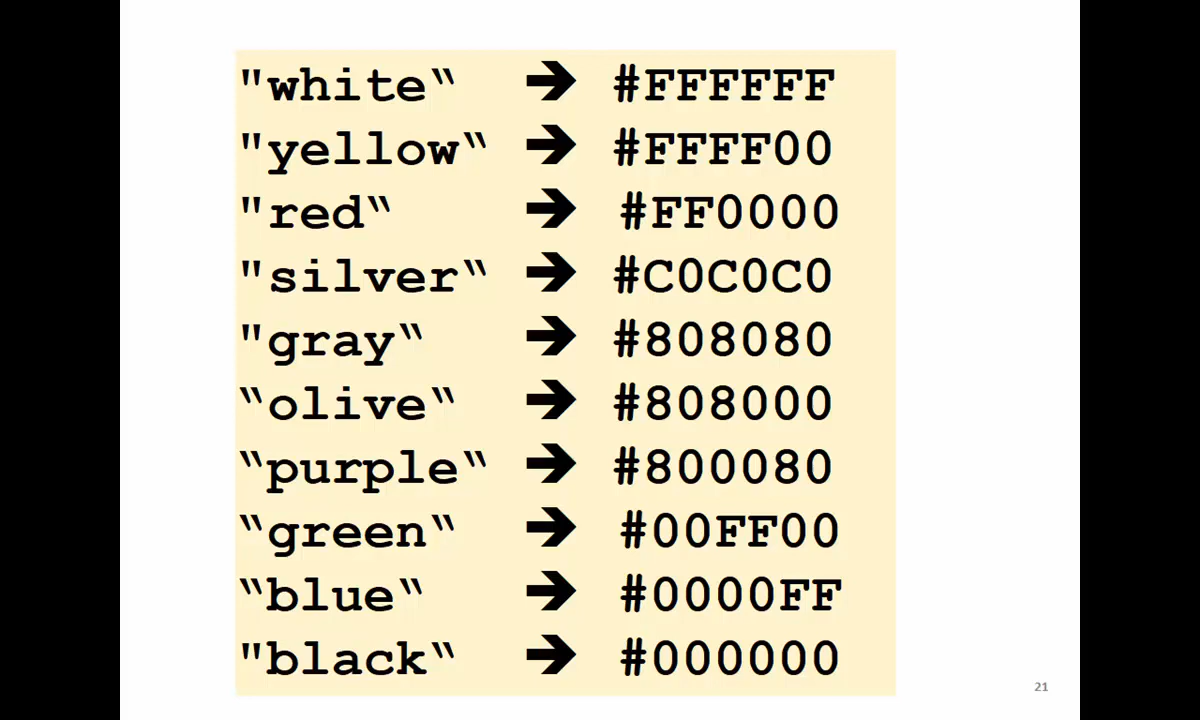 "white‟ ➔ #FFFFFF
"yellow‟ ➔ #FFFF00
"red‟ ➔ #FF0000
"silver‟ ➔ #C0C0C0
"gray‟ ➔ #808080
‟olive‟ ➔ #808000
‟purple‟ ➔ #800080
‟green‟ ➔ #00FF00
‟blue‟ ➔ #0000FF
"black‟ ➔ #000000
21